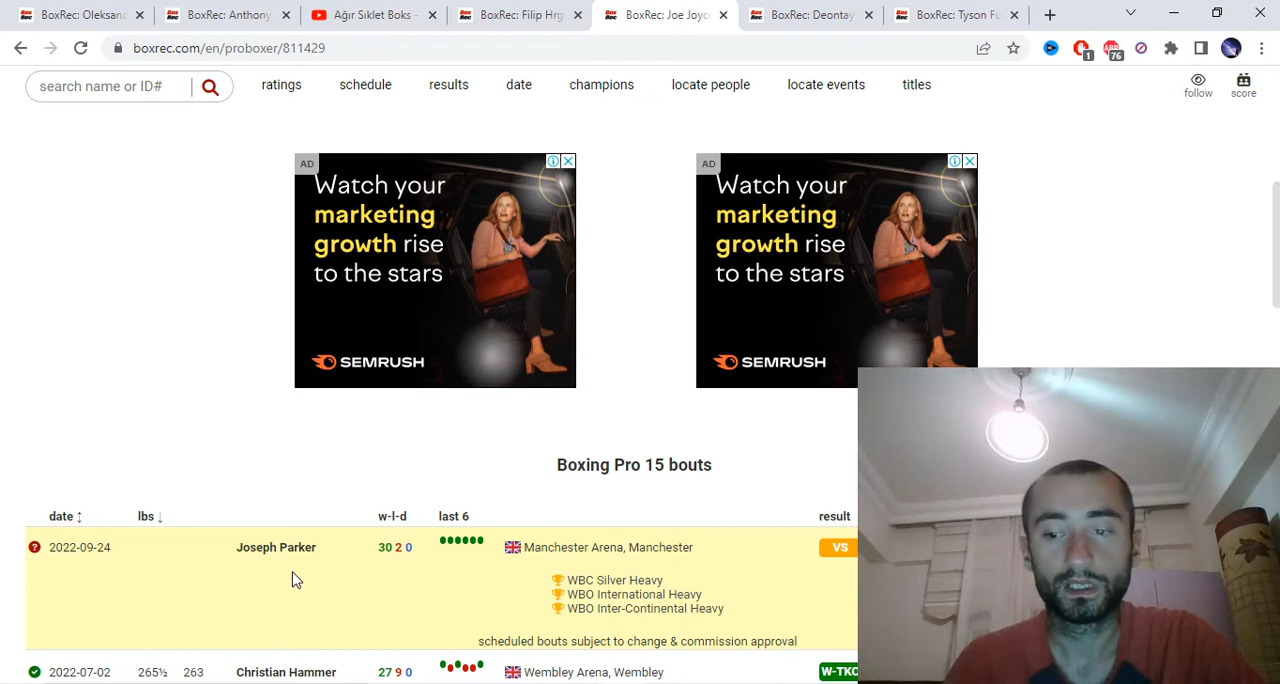 BoxRec: Oleksand
BoxRec: Anthony
Ağır Sıklet Boks -
BoxRec: Filip Hrg
BoxRec: Joe Joyce
BoxRec: Deontay
BoxRec: Tyson Fu
boxrec.com/en/proboxer/811429
1
76
search name or ID#
ratings
schedule
results
date
champions
locate people
locate events
titles
follow
score
AD
Watch your
marketing
growth rise
to the stars
SEMRUSH
AD
Watch your
marketing
growth rise
to the stars
SEMRUSH
Boxing Pro 15 bouts
date lbs w-l-d last 6 result
2022-09-24 Joseph Parker 30 2 0 Manchester Arena, Manchester VS
WBC Silver Heavy
WBO International Heavy
WBO Inter-Continental Heavy
scheduled bouts subject to change & commission approval
2022-07-02 265½ 263 Christian Hammer 27 9 0 Wembley Arena, Wembley W-TKO